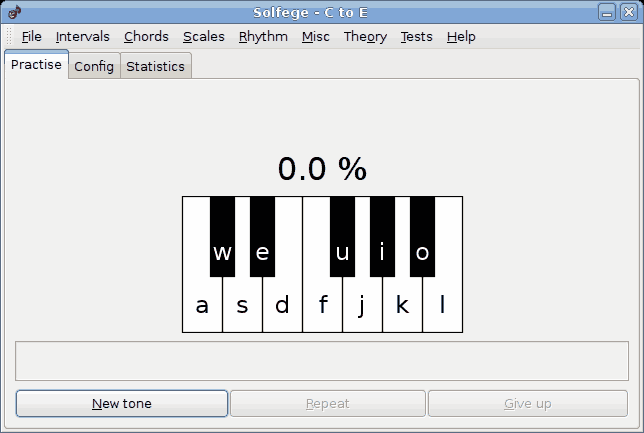 Solfege - C to E
File Intervals Chords Scales Rhythm Misc Theory Tests Help
Practise Config Statistics
0.0 %
w e u i o
a s d f j k l
New tone Repeat Give up